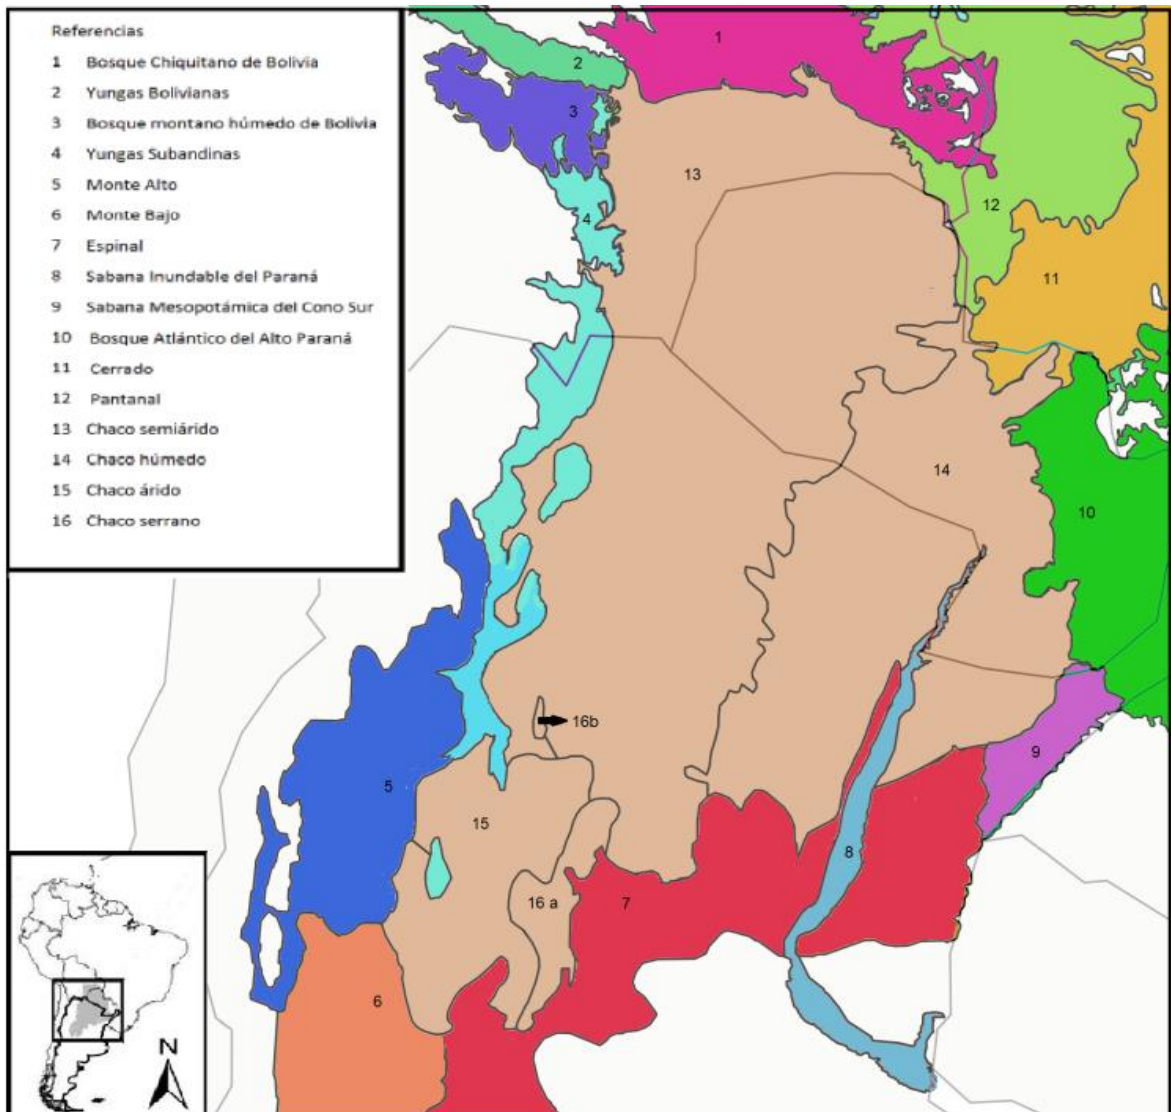 Referencias
1 Bosque Chiquitano de Bolivia
2 Yungas Bolivianas
3 Bosque montano húmedo de Bolivia
4 Yungas Subandinas
5 Monte Alto
6 Monte Bajo
7 Espinal
8 Sabana Inundable del Paraná
9 Sabana Mesopotámica del Cono Sur
10 Bosque Atlántico del Alto Paraná
11 Cerrado
12 Pantanal
13 Chaco semiárido
14 Chaco húmedo
15 Chaco árido
16 Chaco serrano
1
2
3
13
12
4
11
14
10
16b
9
5
15
8
16 a
7
6
N